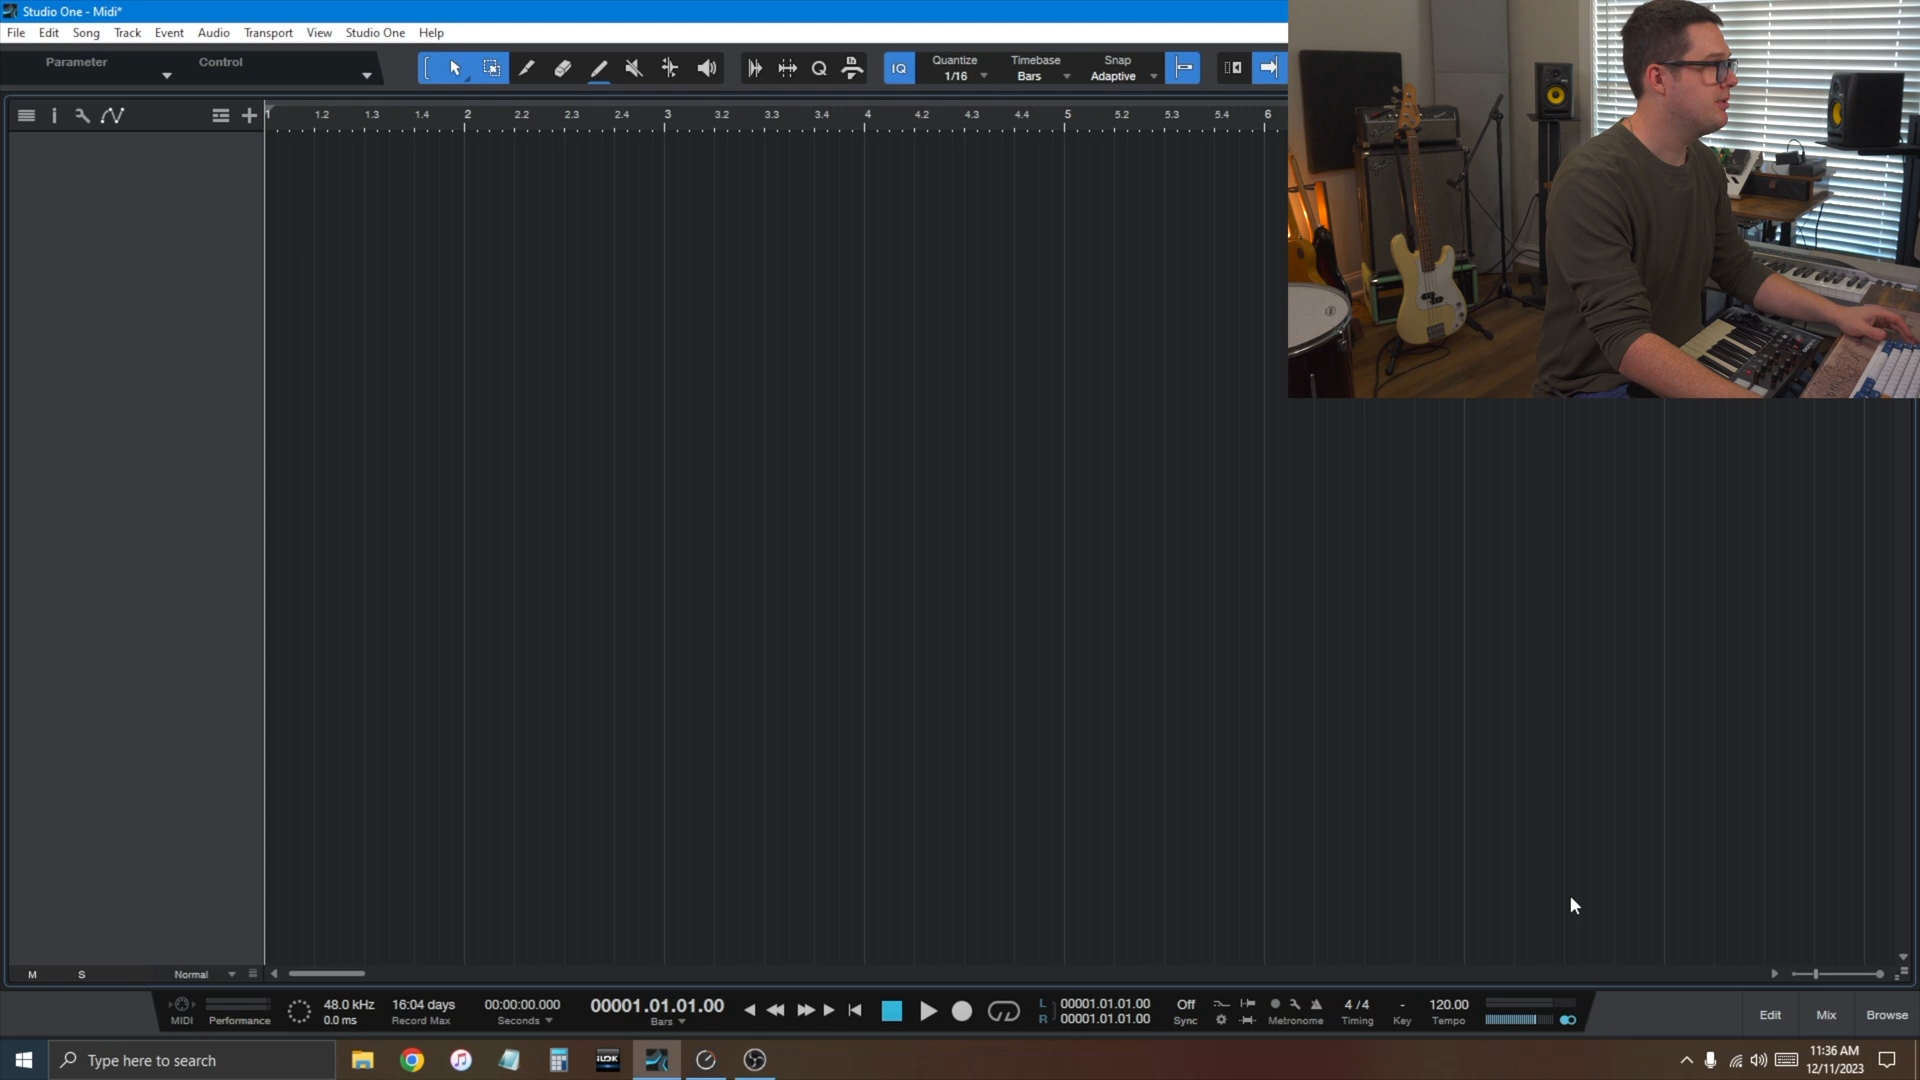 Studio One - Midi*
File Edit Song Track Event Audio Transport View Studio One Help
Parameter Control
IQ
Quantize Timebase Snap
1/16 Bars Adaptive
1 1.2 1.3 1.4 2 2.2 2.3 2.4 3 3.2 3.3 3.4 4 4.2 4.3 4.4 5 5.2 5.3 5.4 6
M S Normal
48.0 kHz 16:04 days 00:00:00.000 00001.01.01.00 L 00001.01.01.00 Off 4 / 4 - 120.00
0.0 ms Record Max Seconds Bars R 00001.01.01.00 Sync Metronome Timing Key Tempo
MIDI Performance
Edit Mix Browse
Type here to search
11:36 AM
12/11/2023